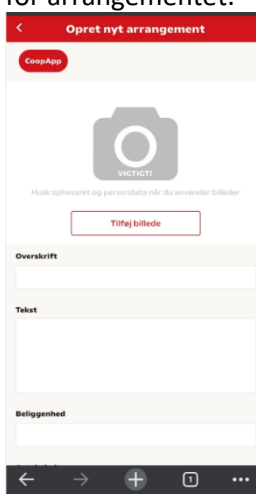 for arrangementet.
Opret nyt arrangement
CoopApp
VIGTIGT!
Husk ophavsret og persondata når du anvender billeder
Tilføj billede
Overskrift
Tekst
Beliggenhed
1